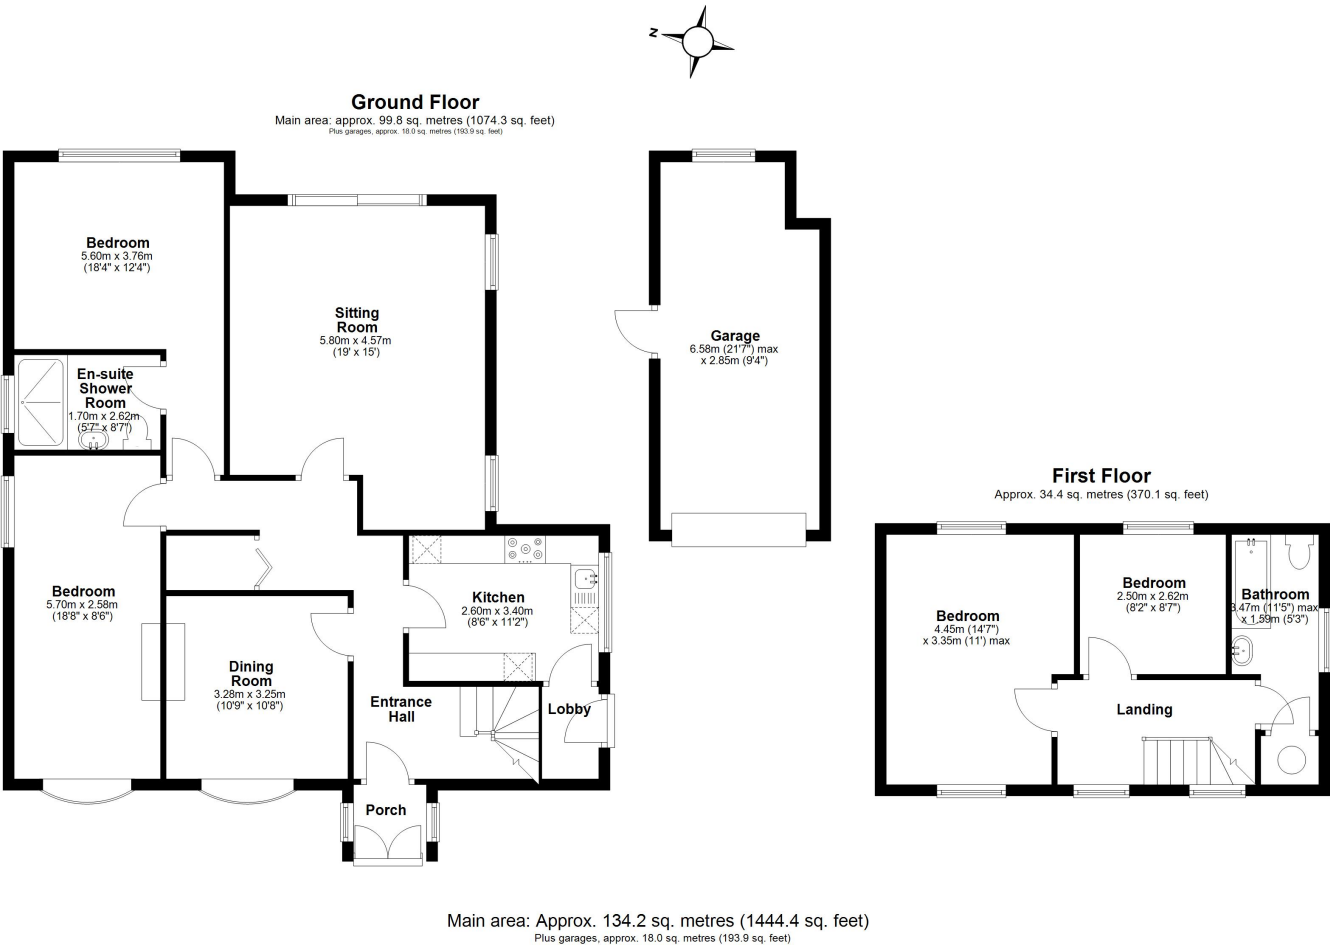 N
Ground Floor
Main area: approx. 99.8 sq. metres (1074.3 sq. feet)
Plus garages, approx. 18.0 sq. metres (193.9 sq. feet)
Bedroom
5.60m x 3.76m
(18'4" x 12'4")
Sitting
Room
5.80m x 4.57m
(19' x 15')
En-suite
Shower
Room
1.70m x 2.62m
(5'7" x 8'7")
Bedroom
5.70m x 2.58m
(18'8" x 8'6")
Kitchen
2.60m x 3.40m
(8'6" x 11'2")
Dining
Room
3.28m x 3.25m
(10'9" x 10'8")
Entrance
Hall
Lobby
Porch
Garage
6.58m (21'7") max
x 2.85m (9'4")
First Floor
Approx. 34.4 sq. metres (370.1 sq. feet)
Bedroom
4.45m (14'7")
x 3.35m (11') max
Bedroom
2.50m x 2.62m
(8'2" x 8'7")
Bathroom
3.47m (11'5") max
x 1.59m (5'3")
Landing
Main area: Approx. 134.2 sq. metres (1444.4 sq. feet)
Plus garages, approx. 18.0 sq. metres (193.9 sq. feet)